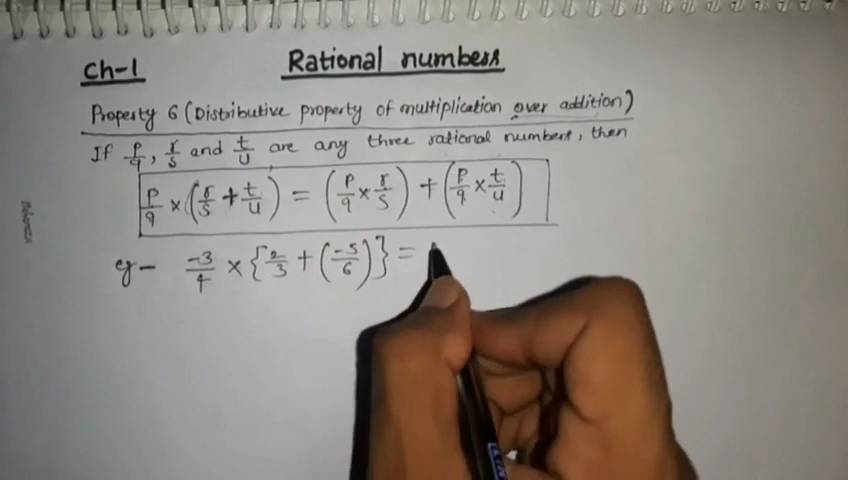 Ch-1 Rational numbers
Property 6 (Distributive property of multiplication over addition)
If p/q, r/s and t/u are any three rational numbers, then
p/q × (r/s + t/u) = (p/q × r/s) + (p/q × t/u)
eg - -3/4 × {2/3 + (-5/6)} =